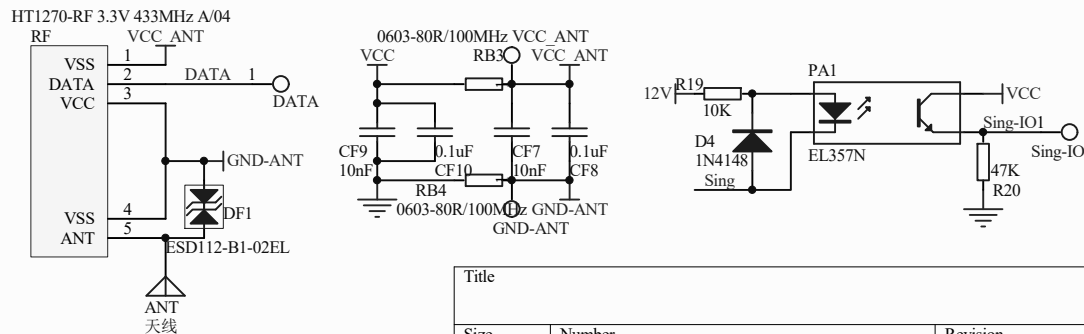 HT1270-RF 3.3V 433MHz A/04
RF
VCC_ANT
VSS 1
DATA 2
DATA 1
DATA
VCC 3
GND-ANT
VSS 4
DF1
ANT 5
ESD112-B1-02EL
ANT
天线
0603-80R/100MHz VCC_ANT
VCC
RB3
VCC_ANT
CF9
10nF
0.1uF
CF10
CF7
10nF
0.1uF
CF8
RB4
0603-80R/100MHz GND-ANT
GND-ANT
PA1
R19
12V
10K
VCC
Sing-IO1
Sing-IO
D4
1N4148
EL357N
Sing
47K
R20
Title
Size
Number
Revision